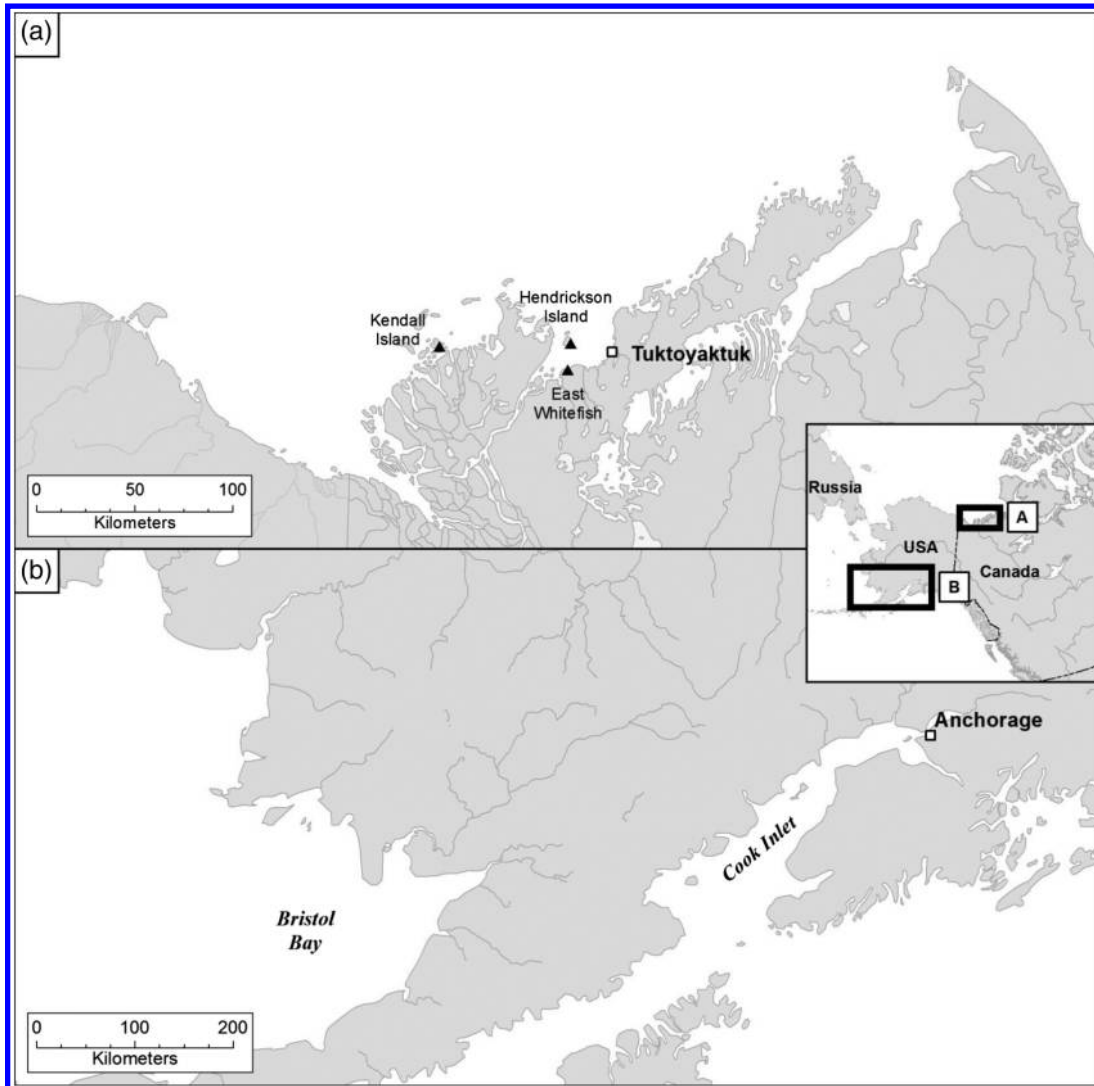 (a)
Hendrickson
Island
Kendall
Island
Tuktoyaktuk
East
Whitefish
0 50 100
Kilometers
Russia
A
USA
Canada
B
(b)
Anchorage
Cook Inlet
Bristol
Bay
0 100 200
Kilometers